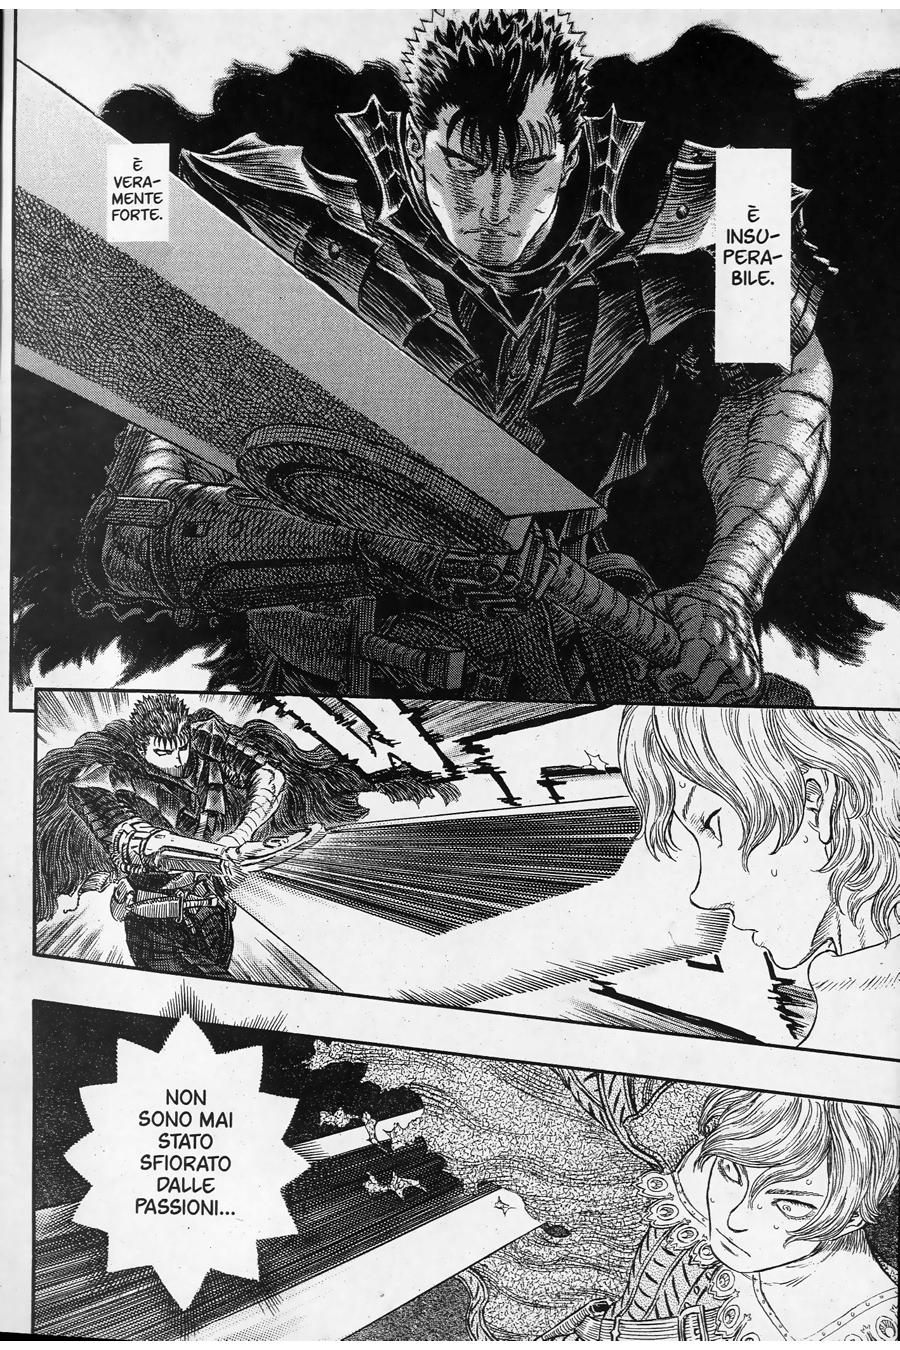 È
VERA-
MENTE
FORTE.
È
INSU-
PERA-
BILE.
NON
SONO MAI
STATO
SFIORATO
DALLE
PASSIONI...